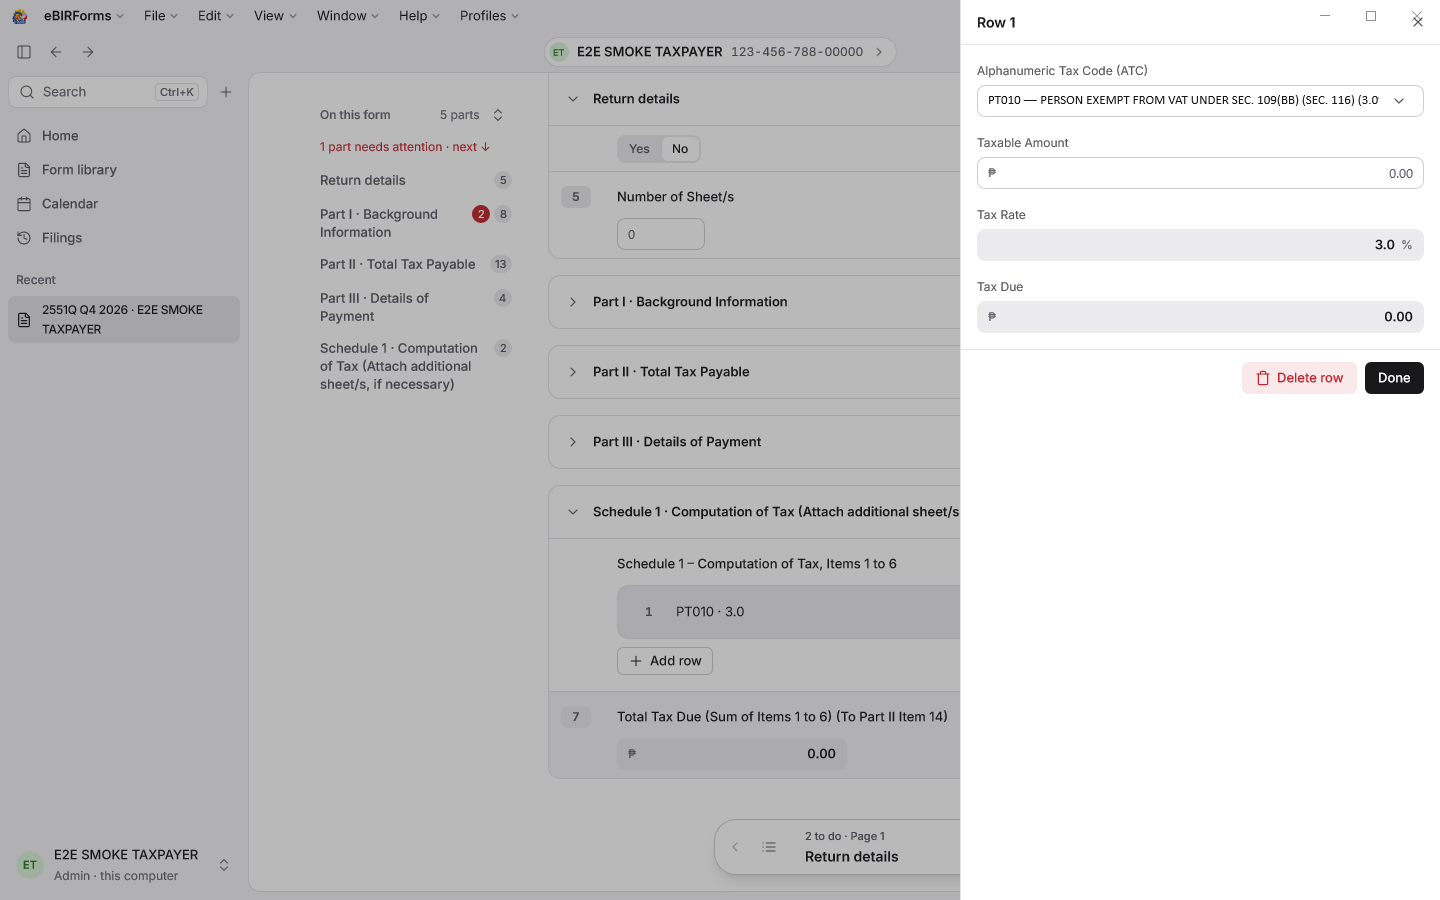 eBIRForms File Edit View Window Help Profiles
ET E2E SMOKE TAXPAYER 123-456-788-00000
Search Ctrl+K
Home
Form library
Calendar
Filings
Recent
2551Q Q4 2026 · E2E SMOKE
TAXPAYER
ET E2E SMOKE TAXPAYER
Admin · this computer
On this form 5 parts
1 part needs attention · next ↓
Return details 5
Part I · Background 2 8
Information
Part II · Total Tax Payable 13
Part III · Details of 4
Payment
Schedule 1 · Computation 2
of Tax (Attach additional
sheet/s, if necessary)
Return details
Yes No
5 Number of Sheet/s
0
Part I · Background Information
Part II · Total Tax Payable
Part III · Details of Payment
Schedule 1 · Computation of Tax (Attach additional sheet/s
Schedule 1 – Computation of Tax, Items 1 to 6
1 PT010 · 3.0
Add row
7 Total Tax Due (Sum of Items 1 to 6) (To Part II Item 14)
₱ 0.00
2 to do · Page 1
Return details
Row 1
Alphanumeric Tax Code (ATC)
PT010 — PERSON EXEMPT FROM VAT UNDER SEC. 109(BB) (SEC. 116) (3.0
Taxable Amount
₱ 0.00
Tax Rate
3.0 %
Tax Due
₱ 0.00
Delete row Done